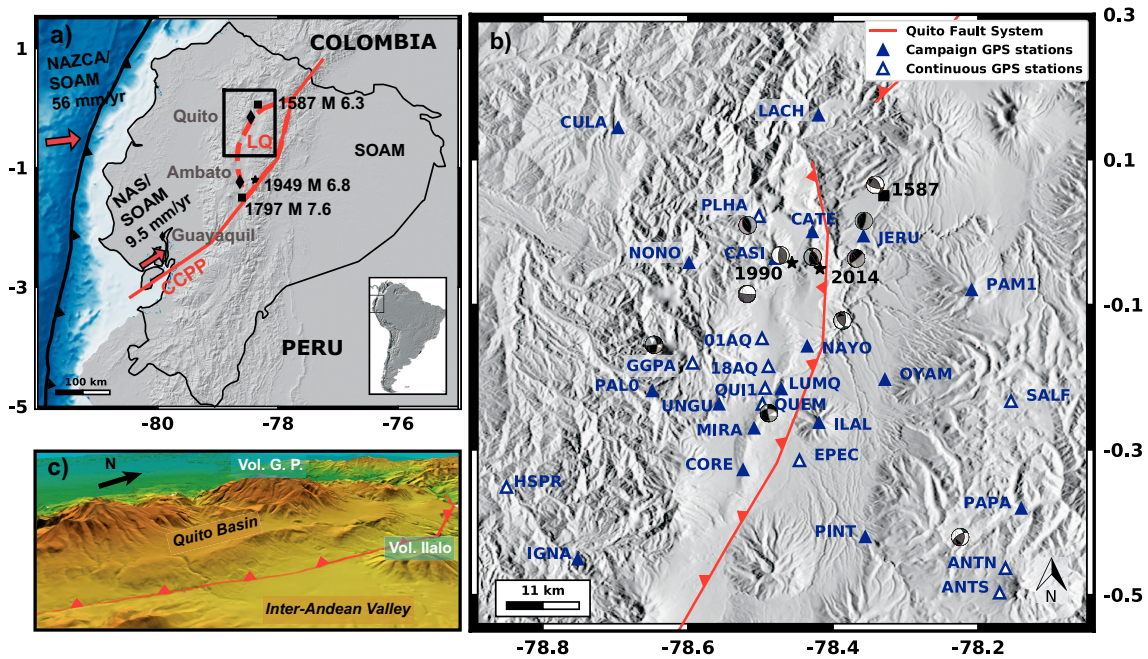 a)
1
-1
-3
-5
-80
-78
-76
NAZCA/
SOAM
56 mm/yr
COLOMBIA
Quito
1587 M 6.3
LQ
SOAM
Ambato
1949 M 6.8
1797 M 7.6
NAS/
SOAM
9.5 mm/yr
Guayaquil
CCPP
PERU
100 km
c)
N
Vol. G. P.
Quito Basin
Vol. Ilalo
Inter-Andean Valley
b)
Quito Fault System
Campaign GPS stations
Continuous GPS stations
0.3
0.1
-0.1
-0.3
-0.5
-78.8
-78.6
-78.4
-78.2
LACH
CULA
1587
PLHA
CATE
JERU
NONO
CASI
1990
2014
PAM1
01AQ
NAYO
GGPA
18AQ
OYAM
PAL0
QUI1
LUMQ
SALF
UNGU
QUEM
MIRA
ILAL
CORE
EPEC
HSPR
PAPA
PINT
IGNA
ANTN
ANTS
11 km
N